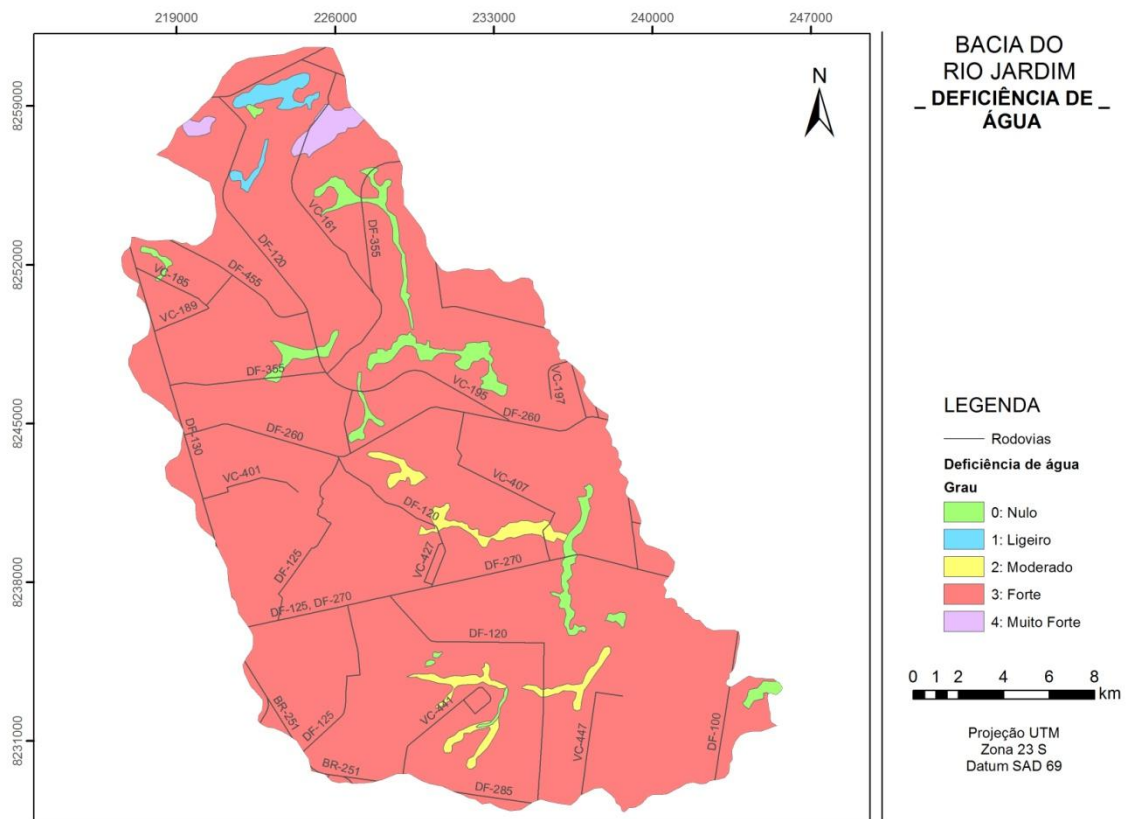 219000
226000
233000
240000
247000
8259000
8252000
8245000
8238000
8231000
N
VC-161
DF-355
DF-120
DF-455
VC-185
VC-189
DF-355
VC-195
VC-197
DF-260
DF-260
DF-130
VC-401
VC-407
DF-120
DF-125
VC-427
DF-270
DF-125, DF-270
DF-120
VC-441
BR-251
DF-125
VC-447
DF-100
BR-251
DF-285
BACIA DO
RIO JARDIM
_ DEFICIÊNCIA DE _
ÁGUA
LEGENDA
Rodovias
Deficiência de água
Grau
0: Nulo
1: Ligeiro
2: Moderado
3: Forte
4: Muito Forte
0 1 2 4 6 8
km
Projeção UTM
Zona 23 S
Datum SAD 69